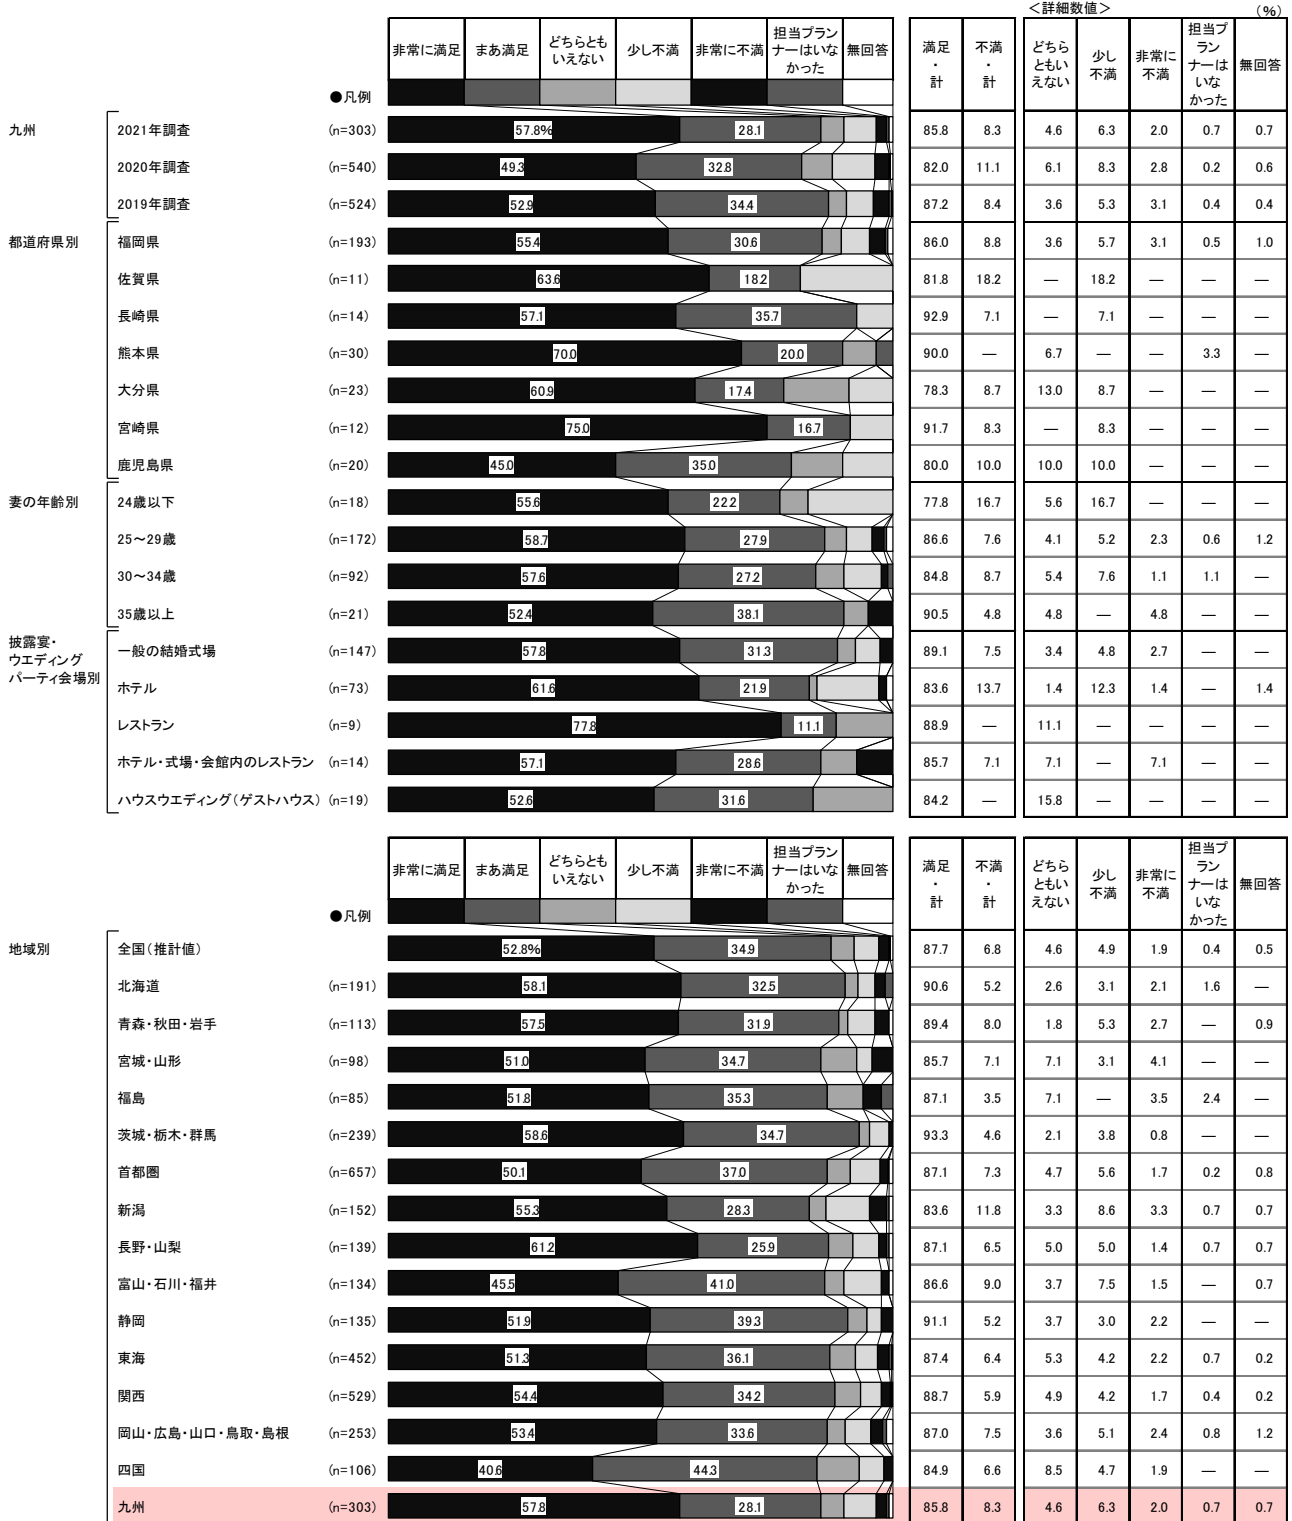 ＜詳細数値＞ (%)
非常に満足 まあ満足 どちらともいえない 少し不満 非常に不満 担当プランナーはいなかった 無回答 満足・計 不満・計 どちらともいえない 少し不満 非常に不満 担当プランナーはいなかった 無回答
●凡例
九州 2021年調査 (n=303) 57.8% 28.1 85.8 8.3 4.6 6.3 2.0 0.7 0.7
2020年調査 (n=540) 49.3 32.8 82.0 11.1 6.1 8.3 2.8 0.2 0.6
2019年調査 (n=524) 52.9 34.4 87.2 8.4 3.6 5.3 3.1 0.4 0.4
都道府県別 福岡県 (n=193) 55.4 30.6 86.0 8.8 3.6 5.7 3.1 0.5 1.0
佐賀県 (n=11) 63.6 18.2 81.8 18.2 — 18.2 — — —
長崎県 (n=14) 57.1 35.7 92.9 7.1 — 7.1 — — —
熊本県 (n=30) 70.0 20.0 90.0 — 6.7 — — 3.3 —
大分県 (n=23) 60.9 17.4 78.3 8.7 13.0 8.7 — — —
宮崎県 (n=12) 75.0 16.7 91.7 8.3 — 8.3 — — —
鹿児島県 (n=20) 45.0 35.0 80.0 10.0 10.0 10.0 — — —
妻の年齢別 24歳以下 (n=18) 55.6 22.2 77.8 16.7 5.6 16.7 — — —
25～29歳 (n=172) 58.7 27.9 86.6 7.6 4.1 5.2 2.3 0.6 1.2
30～34歳 (n=92) 57.6 27.2 84.8 8.7 5.4 7.6 1.1 1.1 —
35歳以上 (n=21) 52.4 38.1 90.5 4.8 4.8 — 4.8 — —
披露宴・
ウエディング
パーティ会場別 一般の結婚式場 (n=147) 57.8 31.3 89.1 7.5 3.4 4.8 2.7 — —
ホテル (n=73) 61.6 21.9 83.6 13.7 1.4 12.3 1.4 — 1.4
レストラン (n=9) 77.8 11.1 88.9 — 11.1 — — — —
ホテル・式場・会館内のレストラン (n=14) 57.1 28.6 85.7 7.1 7.1 — 7.1 — —
ハウスウエディング(ゲストハウス) (n=19) 52.6 31.6 84.2 — 15.8 — — — —
非常に満足 まあ満足 どちらともいえない 少し不満 非常に不満 担当プランナーはいなかった 無回答 満足・計 不満・計 どちらともいえない 少し不満 非常に不満 担当プランナーはいなかった 無回答
●凡例
地域別 全国(推計値) 52.8% 34.9 87.7 6.8 4.6 4.9 1.9 0.4 0.5
北海道 (n=191) 58.1 32.5 90.6 5.2 2.6 3.1 2.1 1.6 —
青森・秋田・岩手 (n=113) 57.5 31.9 89.4 8.0 1.8 5.3 2.7 — 0.9
宮城・山形 (n=98) 51.0 34.7 85.7 7.1 7.1 3.1 4.1 — —
福島 (n=85) 51.8 35.3 87.1 3.5 7.1 — 3.5 2.4 —
茨城・栃木・群馬 (n=239) 58.6 34.7 93.3 4.6 2.1 3.8 0.8 — —
首都圏 (n=657) 50.1 37.0 87.1 7.3 4.7 5.6 1.7 0.2 0.8
新潟 (n=152) 55.3 28.3 83.6 11.8 3.3 8.6 3.3 0.7 0.7
長野・山梨 (n=139) 61.2 25.9 87.1 6.5 5.0 5.0 1.4 0.7 0.7
富山・石川・福井 (n=134) 45.5 41.0 86.6 9.0 3.7 7.5 1.5 — 0.7
静岡 (n=135) 51.9 39.3 91.1 5.2 3.7 3.0 2.2 — —
東海 (n=452) 51.3 36.1 87.4 6.4 5.3 4.2 2.2 0.7 0.2
関西 (n=529) 54.4 34.2 88.7 5.9 4.9 4.2 1.7 0.4 0.2
岡山・広島・山口・鳥取・島根 (n=253) 53.4 33.6 87.0 7.5 3.6 5.1 2.4 0.8 1.2
四国 (n=106) 40.6 44.3 84.9 6.6 8.5 4.7 1.9 — —
九州 (n=303) 57.8 28.1 85.8 8.3 4.6 6.3 2.0 0.7 0.7